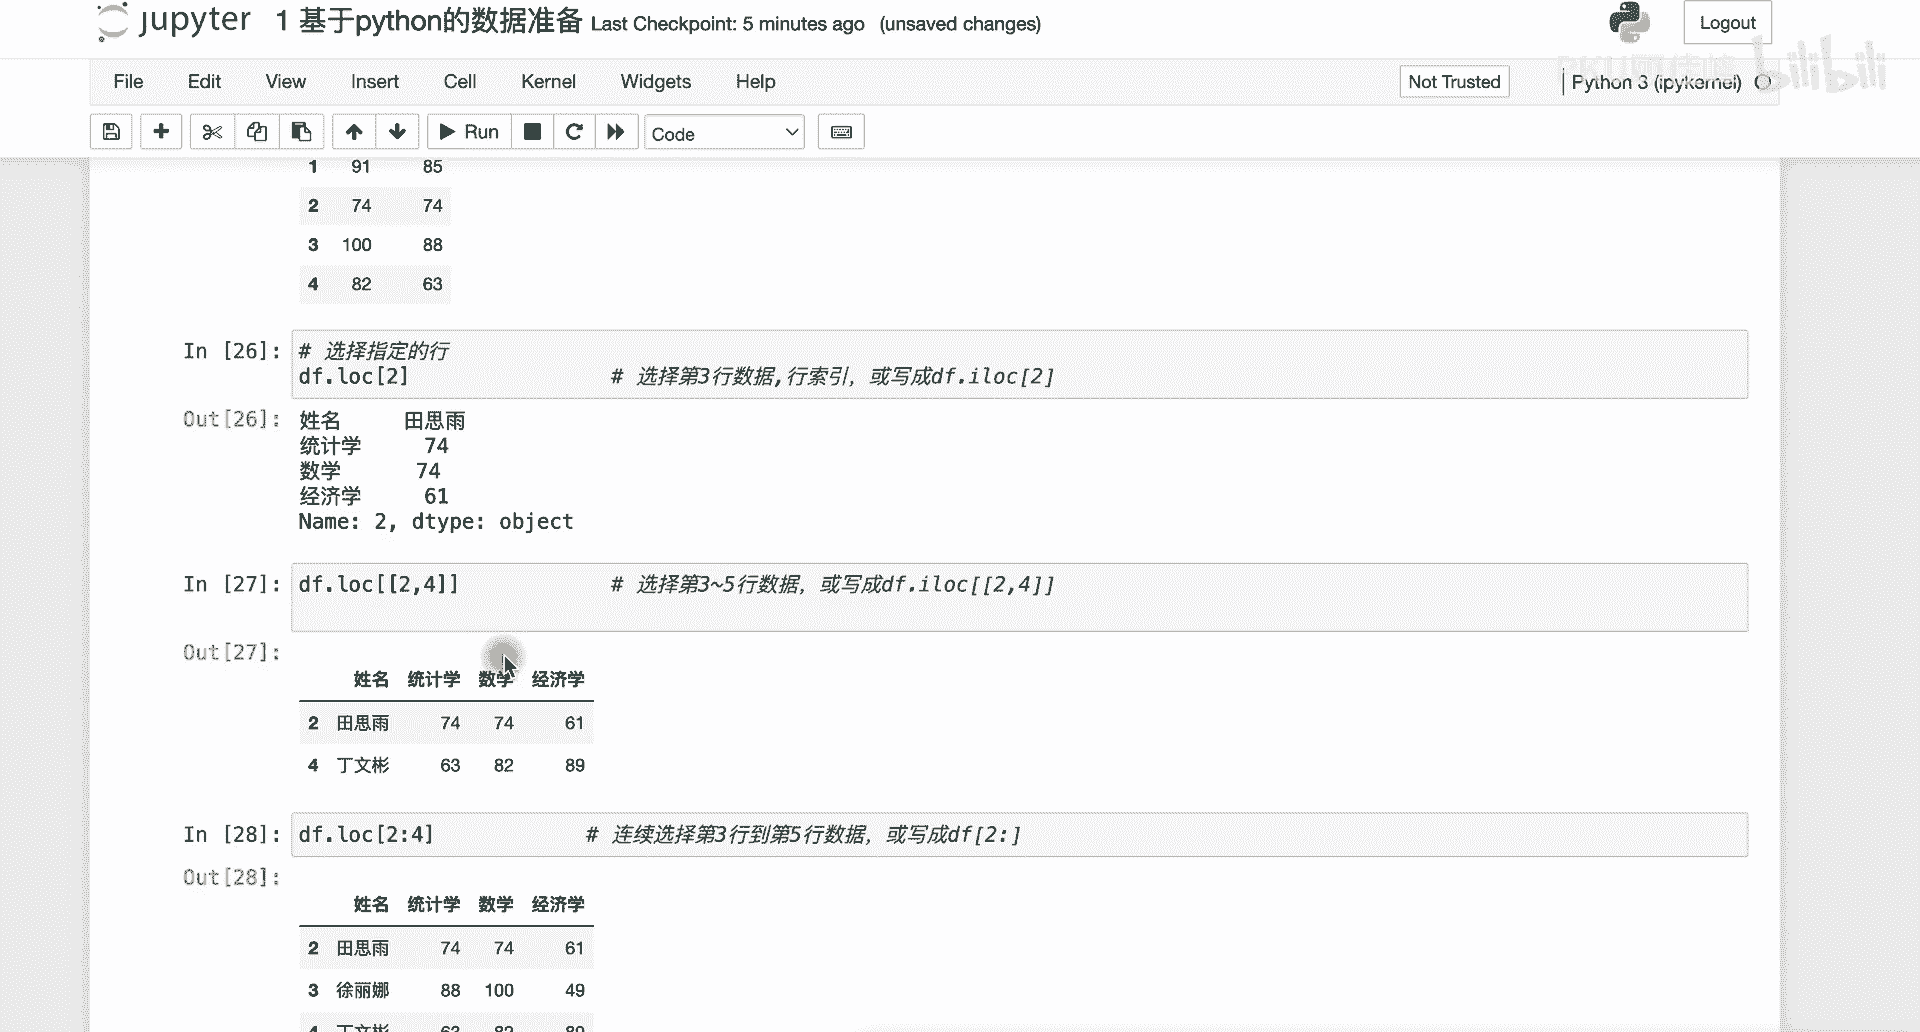 jupyter 1 基于python的数据准备 Last Checkpoint: 5 minutes ago (unsaved changes)
Logout
File Edit View Insert Cell Kernel Widgets Help
Not Trusted
Python 3 (ipykernel)
bilibili
Run
Code
1 91 85
2 74 74
3 100 88
4 82 63
In [26]: # 选择指定的行
df.loc[2] # 选择第3行数据,行索引，或写成df.iloc[2]
Out[26]: 姓名 田思雨
统计学 74
数学 74
经济学 61
Name: 2, dtype: object
In [27]: df.loc[[2,4]] # 选择第3~5行数据，或写成df.iloc[[2,4]]
Out[27]:
姓名 统计学 数学 经济学
2 田思雨 74 74 61
4 丁文彬 63 82 89
In [28]: df.loc[2:4] # 连续选择第3行到第5行数据，或写成df[2:]
Out[28]:
姓名 统计学 数学 经济学
2 田思雨 74 74 61
3 徐丽娜 88 100 49
4 丁文彬 63 82 89